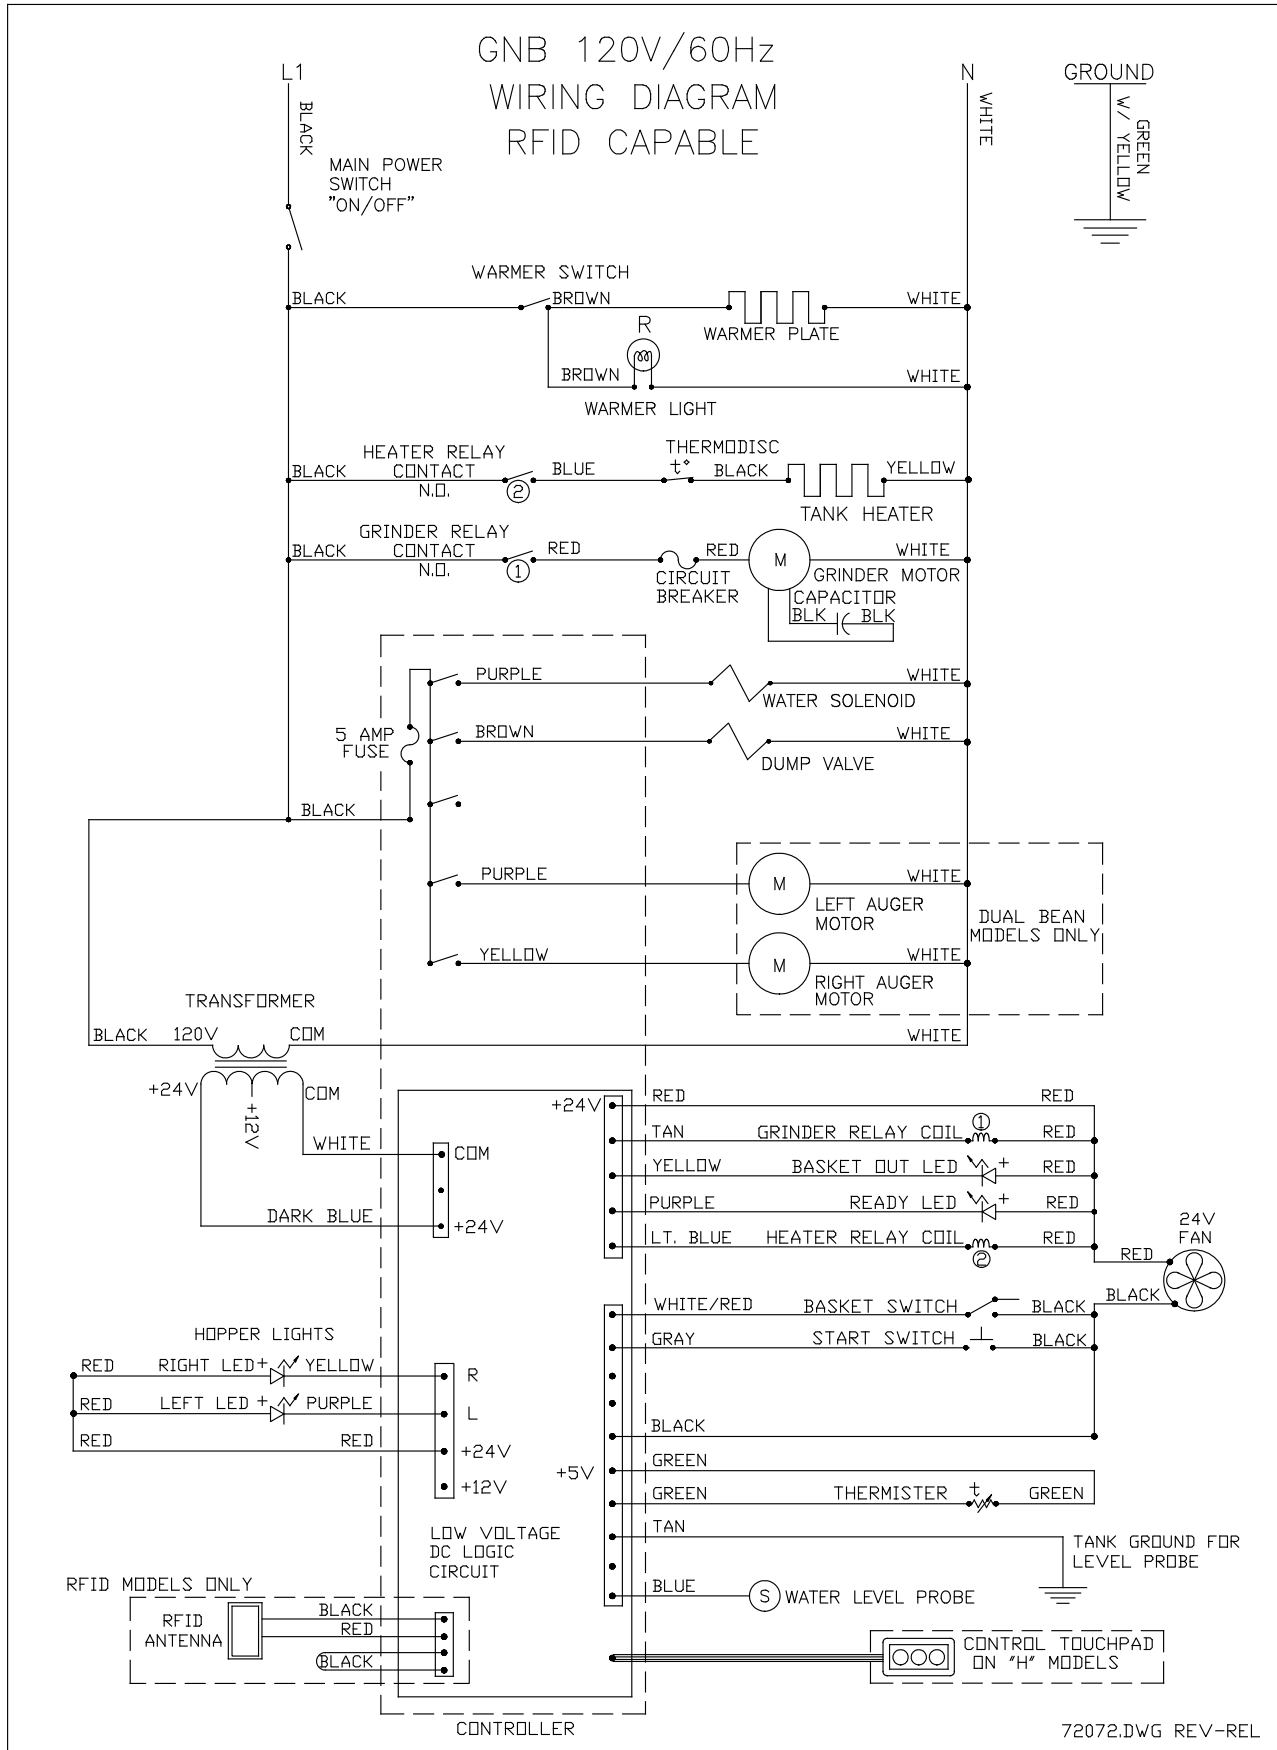 GNB 120V/60Hz
WIRING DIAGRAM
RFID CAPABLE
L1
BLACK
N
WHITE
GROUND
GREEN
W/ YELLOW
MAIN POWER
SWITCH
"ON/OFF"
WARMER SWITCH
BLACK
BROWN
WHITE
WARMER PLATE
R
BROWN
WHITE
WARMER LIGHT
HEATER RELAY
CONTACT
N.O.
BLACK
2
BLUE
THERMODISC
t°
BLACK
YELLOW
TANK HEATER
GRINDER RELAY
CONTACT
N.O.
BLACK
1
RED
CIRCUIT
BREAKER
RED
M
WHITE
GRINDER MOTOR
CAPACITOR
BLK
BLK
PURPLE
WHITE
WATER SOLENOID
5 AMP
FUSE
BROWN
WHITE
DUMP VALVE
BLACK
PURPLE
M
WHITE
LEFT AUGER
MOTOR
DUAL BEAN
MODELS ONLY
YELLOW
M
WHITE
RIGHT AUGER
MOTOR
TRANSFORMER
BLACK
120V
COM
WHITE
+24V
+12V
COM
WHITE
COM
DARK BLUE
+24V
+24V
RED
RED
TAN
GRINDER RELAY COIL
1
RED
YELLOW
BASKET OUT LED
+
RED
PURPLE
READY LED
+
RED
LT. BLUE
HEATER RELAY COIL
2
RED
24V
FAN
RED
BLACK
WHITE/RED
BASKET SWITCH
BLACK
GRAY
START SWITCH
BLACK
HOPPER LIGHTS
RED
RIGHT LED
+
YELLOW
R
RED
LEFT LED
+
PURPLE
L
RED
RED
+24V
+12V
BLACK
+5V
GREEN
GREEN
THERMISTER
t
GREEN
TAN
TANK GROUND FOR
LEVEL PROBE
BLUE
S
WATER LEVEL PROBE
LOW VOLTAGE
DC LOGIC
CIRCUIT
RFID MODELS ONLY
RFID
ANTENNA
BLACK
RED
BLACK
CONTROL TOUCHPAD
ON "H" MODELS
CONTROLLER
72072.DWG REV-REL